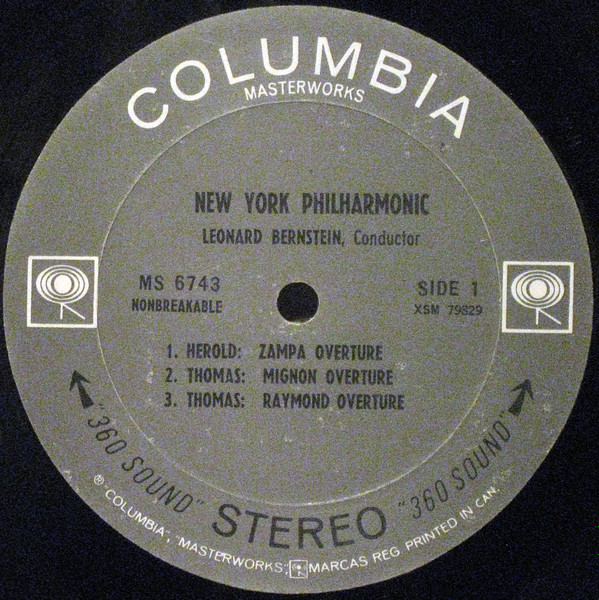 COLUMBIA
MASTERWORKS
NEW YORK PHILHARMONIC
LEONARD BERNSTEIN, Conductor
MS 6743
NONBREAKABLE
SIDE 1
XSM 79829
1. HEROLD: ZAMPA OVERTURE
2. THOMAS: MIGNON OVERTURE
3. THOMAS: RAYMOND OVERTURE
"360 SOUND" STEREO "360 SOUND"
® "COLUMBIA", "MASTERWORKS", MARCAS REG. PRINTED IN CAN.